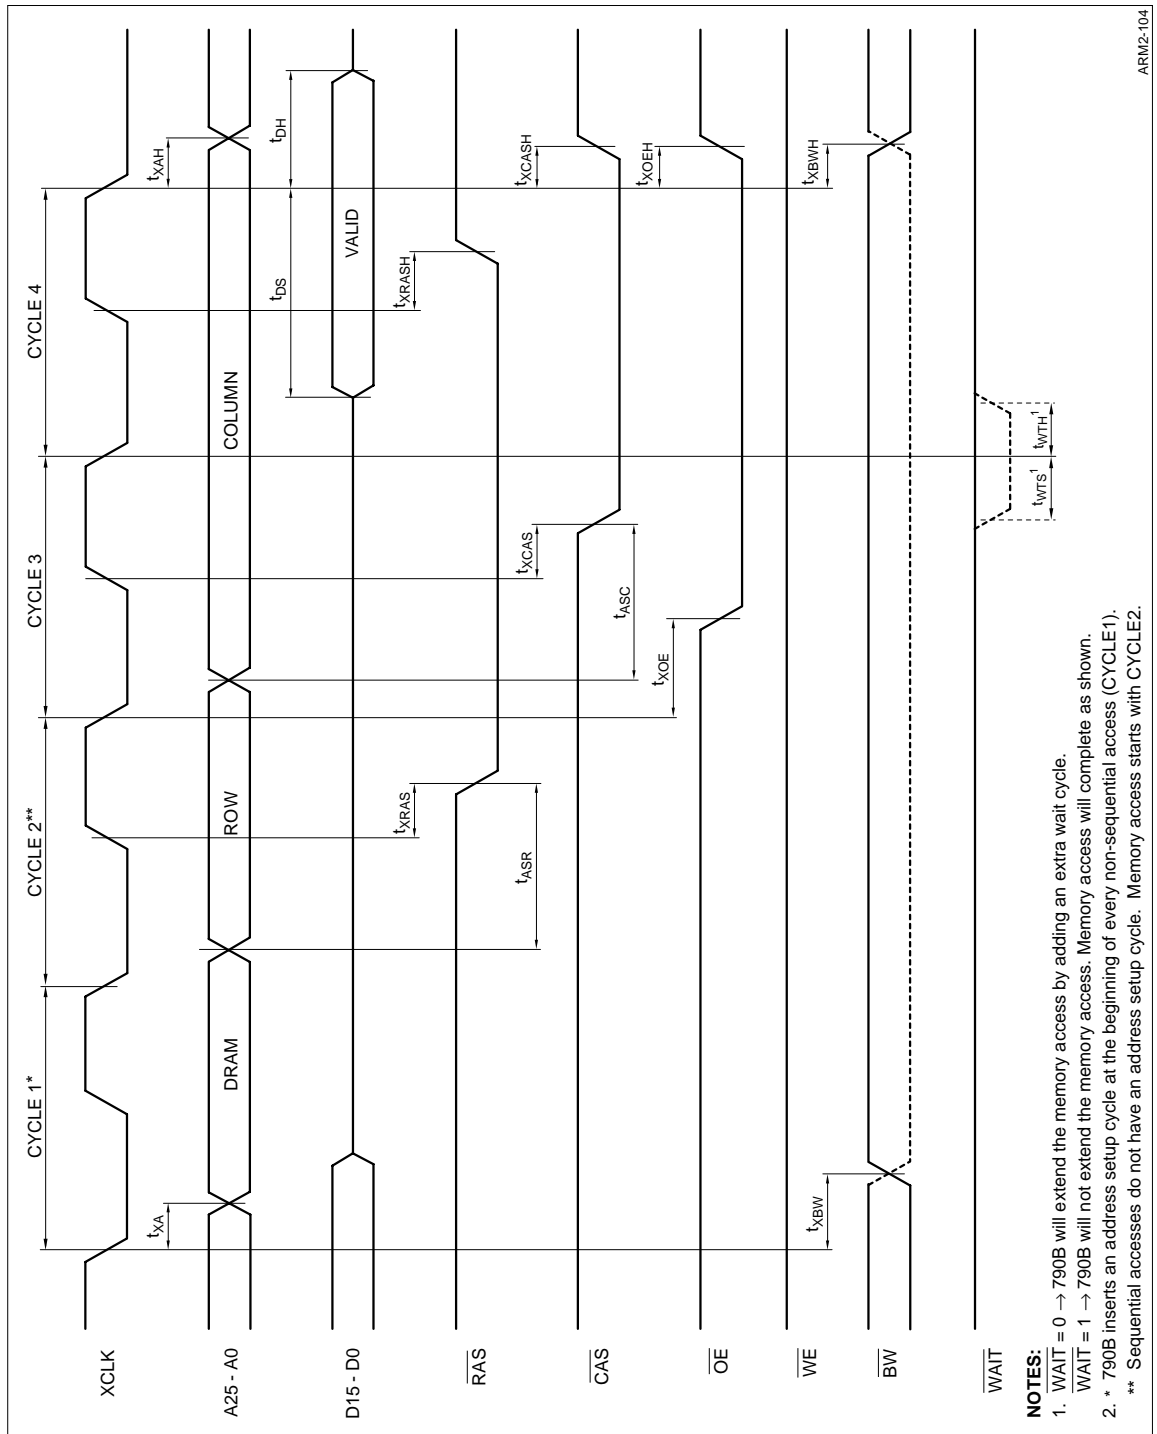 CYCLE 1* CYCLE 2** CYCLE 3 CYCLE 4
XCLK
tXA tXAH
A25 - A0 DRAM ROW COLUMN
tDS tDH
D15 - D0 VALID
tXRAS tXRASH
RAS
tASR tXCAS tXCASH
CAS
tASC
tXOE tXOEH
OE
WE
tXBW tXBWH
BW
WAIT
tWTS1 tWTH1
NOTES:
1. WAIT = 0 → 790B will extend the memory access by adding an extra wait cycle.
WAIT = 1 → 790B will not extend the memory access. Memory access will complete as shown.
2. * 790B inserts an address setup cycle at the beginning of every non-sequential access (CYCLE1).
** Sequential accesses do not have an address setup cycle. Memory access starts with CYCLE2.
ARM2-104